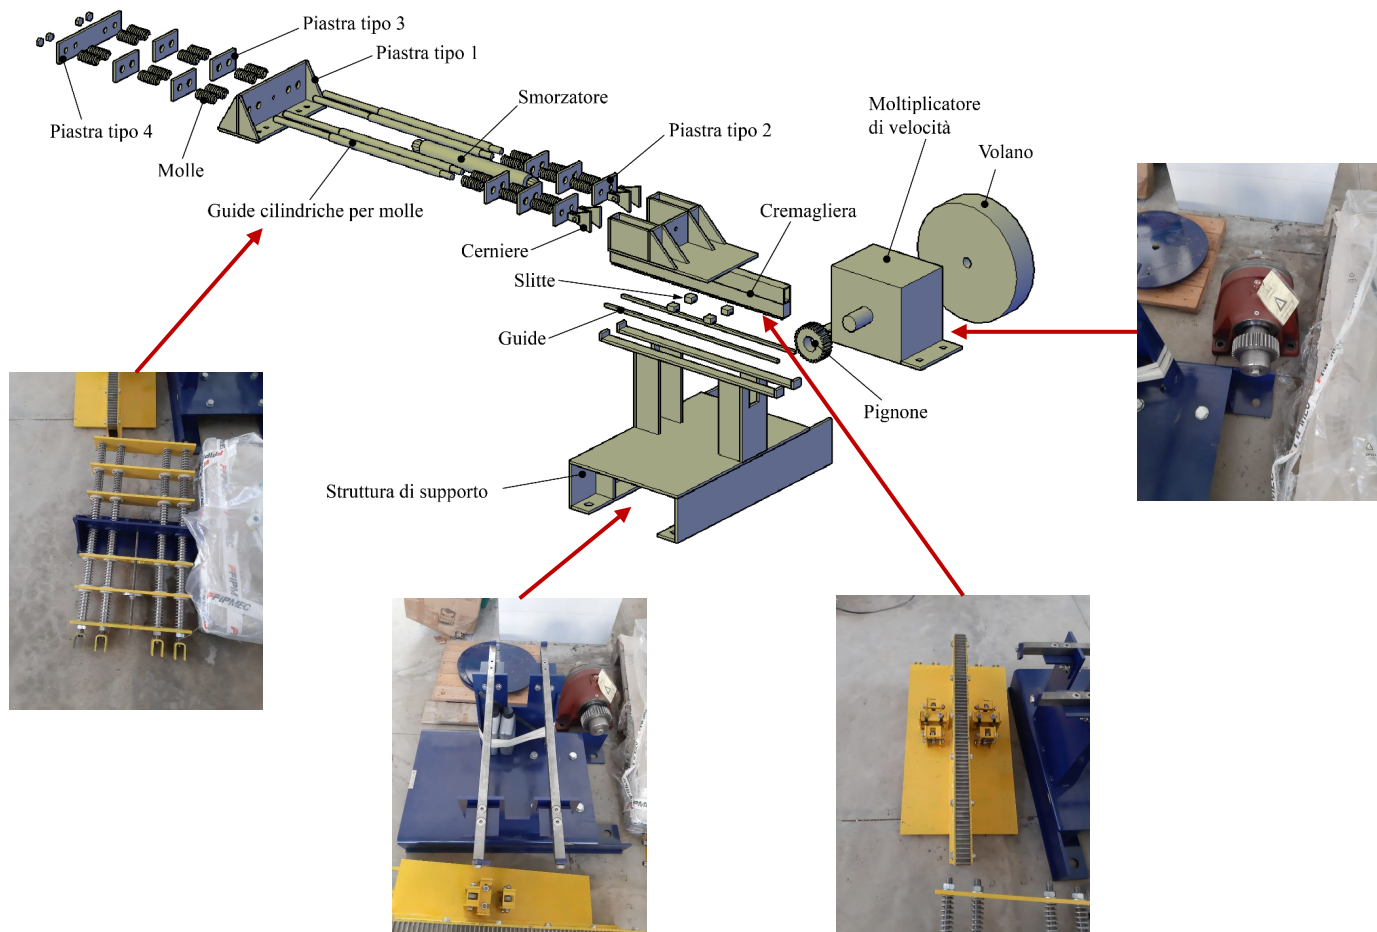 Piastra tipo 3
Piastra tipo 1
Smorzatore
Moltiplicatore
di velocità
Piastra tipo 4
Piastra tipo 2
Volano
Molle
Guide cilindriche per molle
Cremagliera
Cerniere
Slitte
Guide
Pignone
Struttura di supporto
PIPMEC